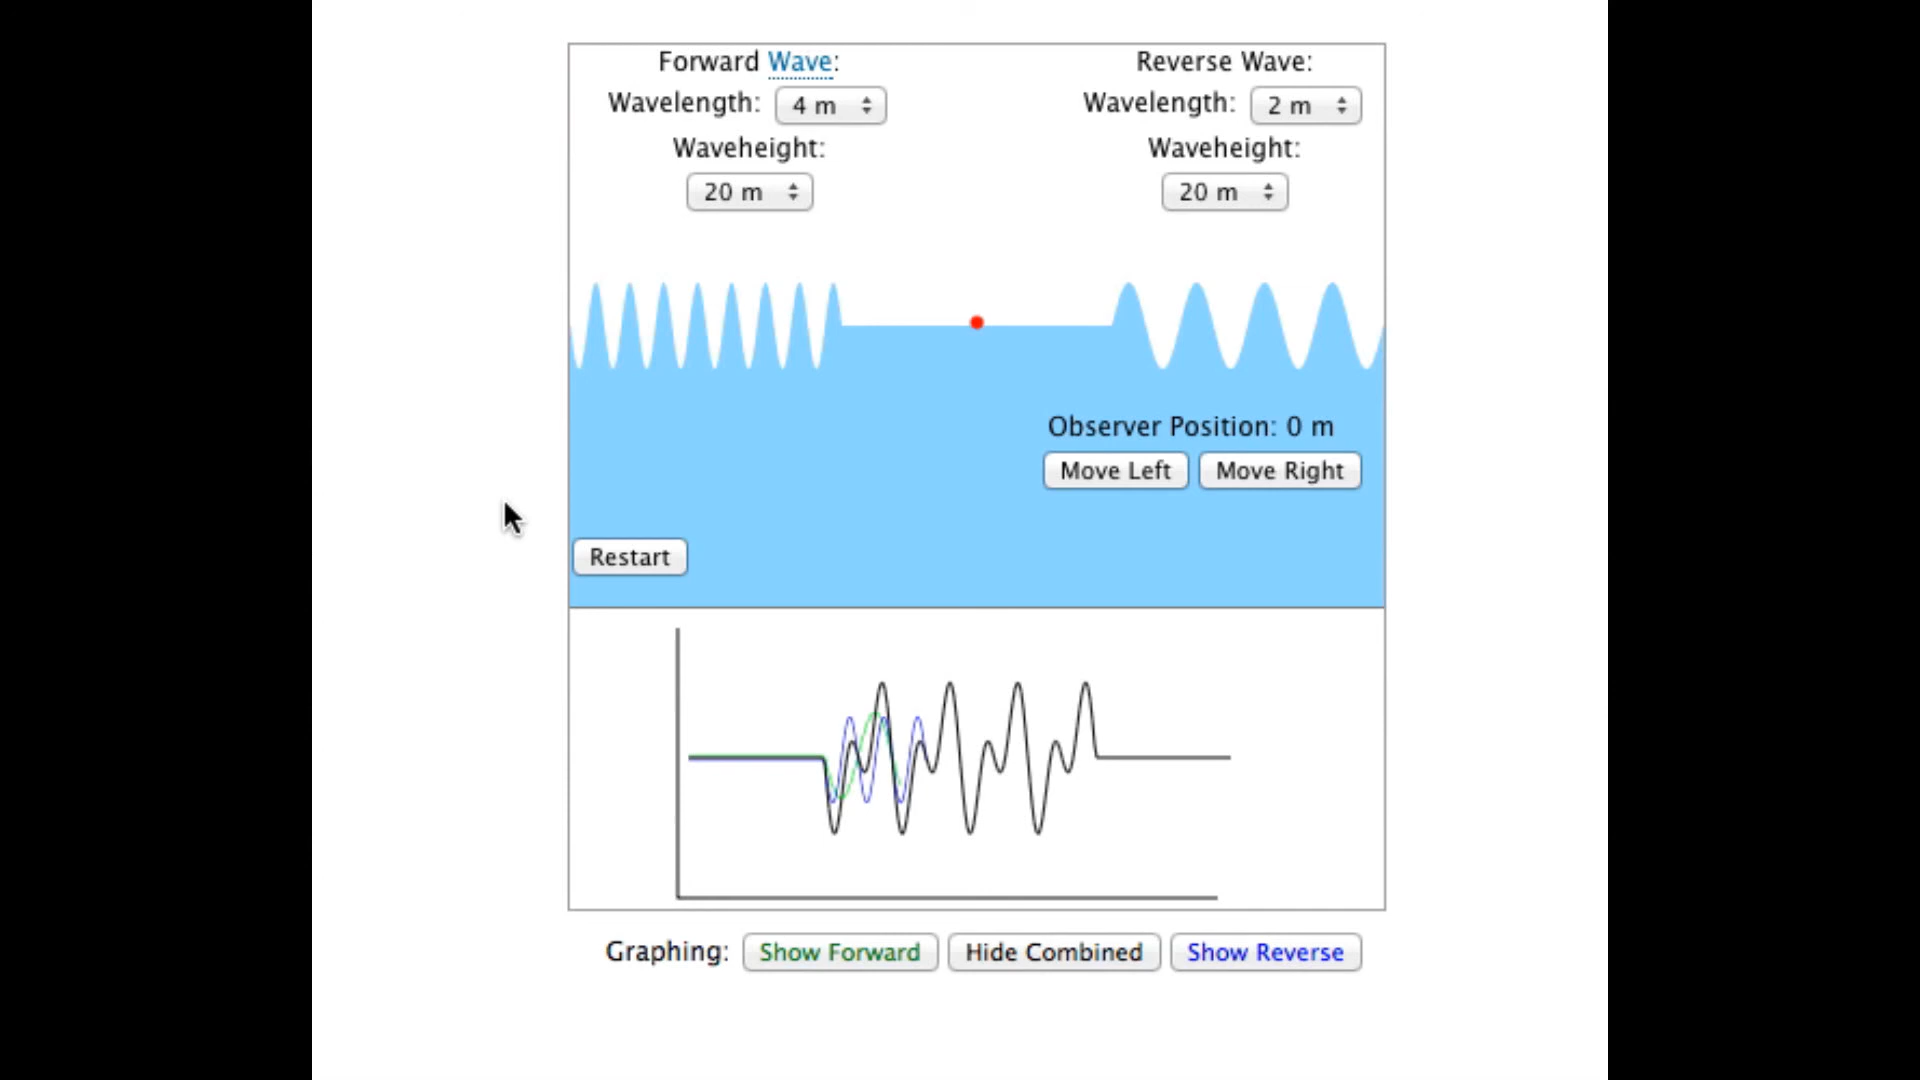 Forward Wave:
Wavelength: 4 m
Waveheight:
20 m
Reverse Wave:
Wavelength: 2 m
Waveheight:
20 m
Observer Position: 0 m
Move Left Move Right
Restart
Graphing: Show Forward Hide Combined Show Reverse